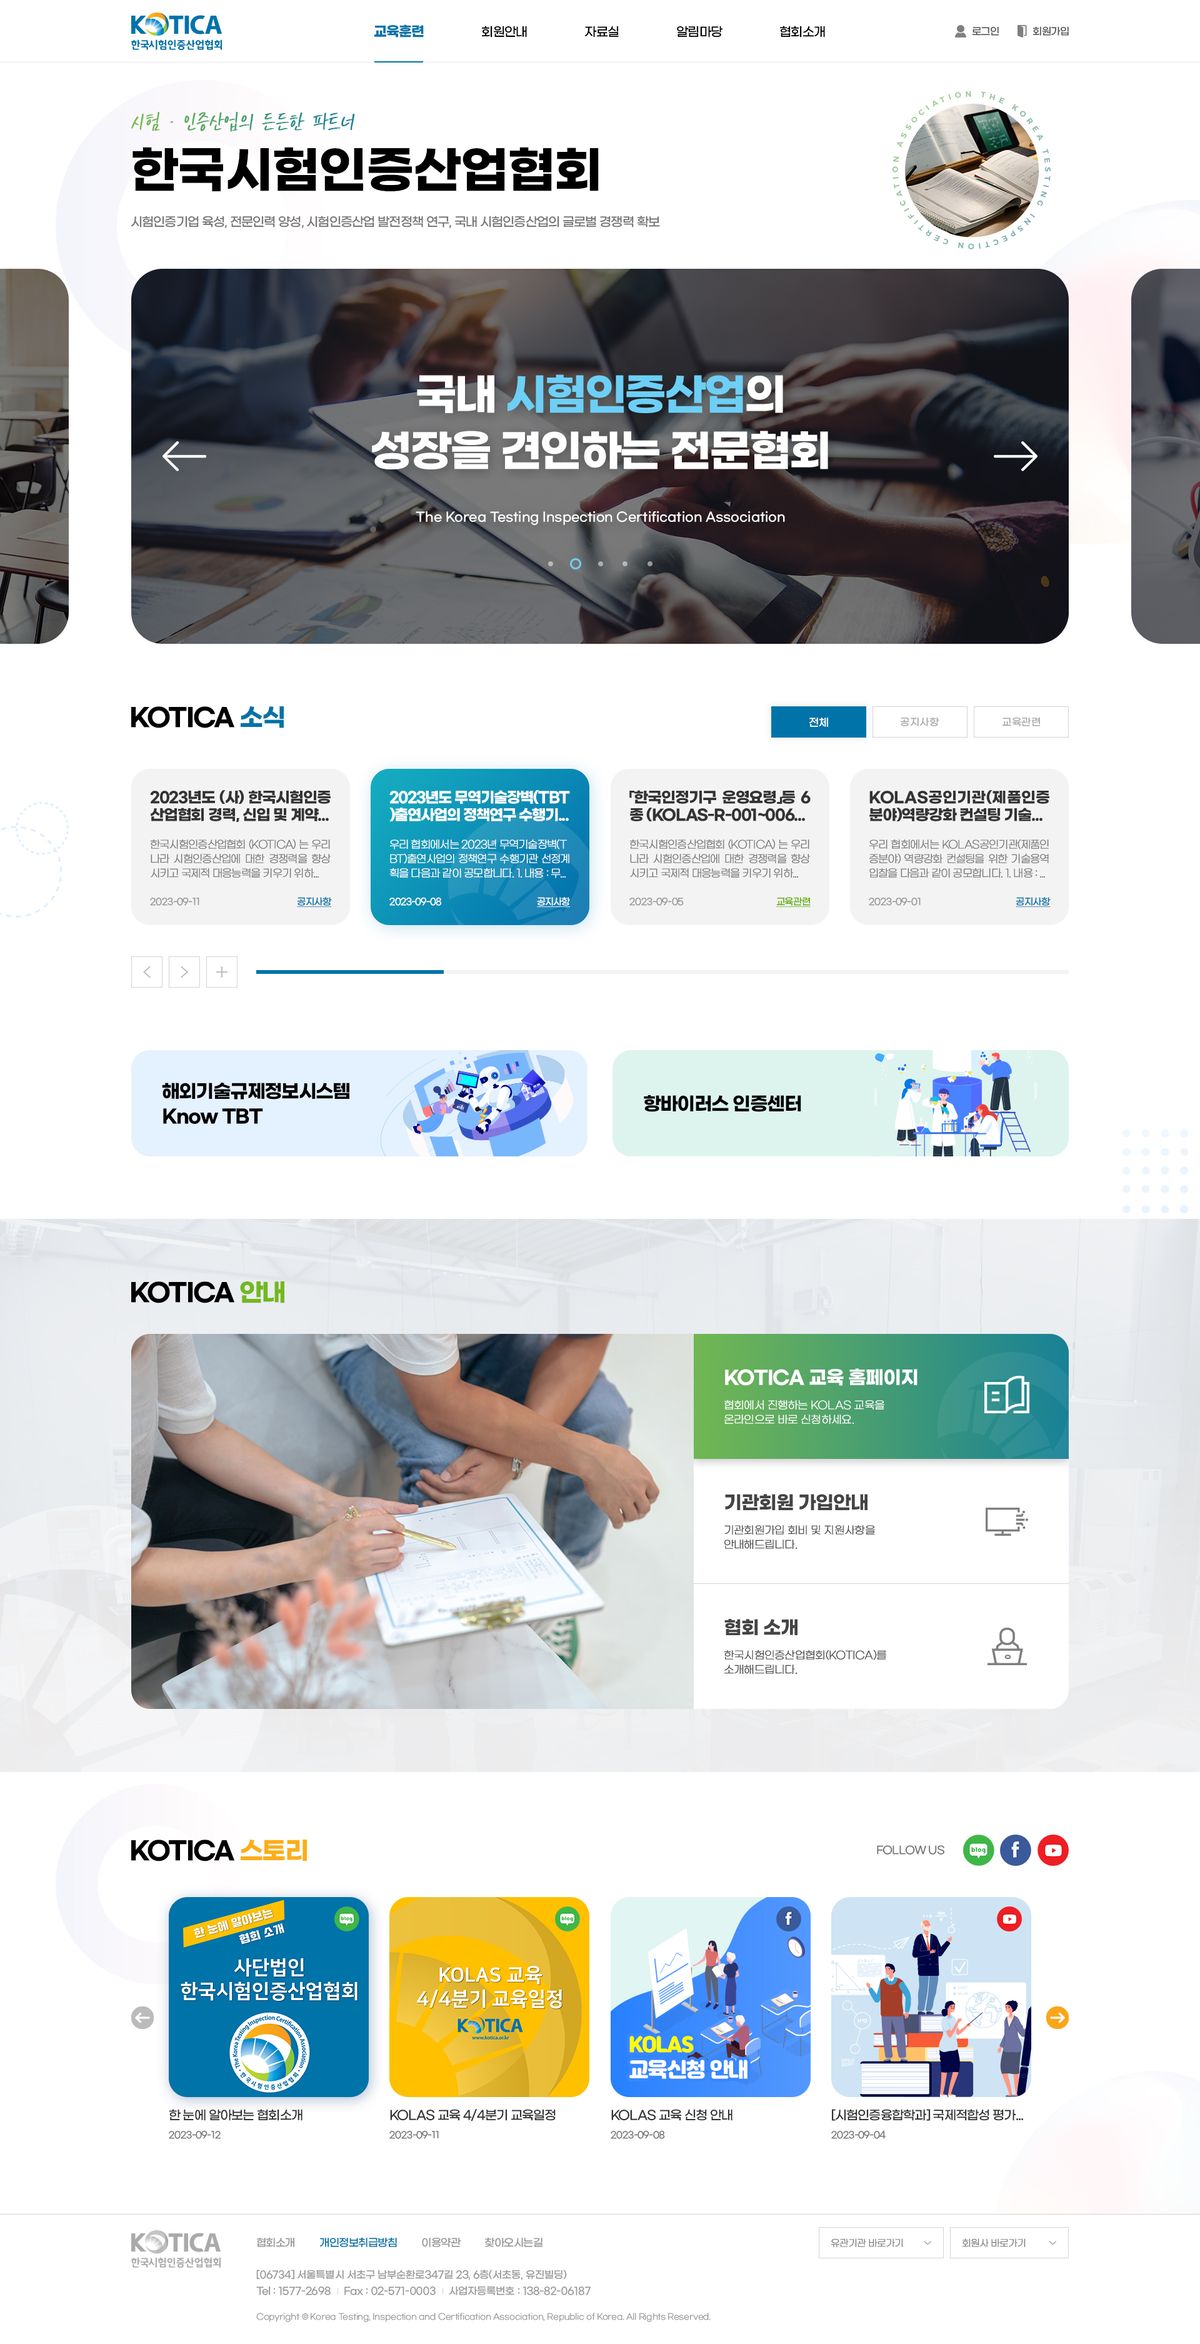 KOTICA
한국시험인증산업협회
교육훈련 회원안내 자료실 알림마당 협회소개
로그인 회원가입
시험 · 인증산업의 든든한 파트너
한국시험인증산업협회
시험인증기업 육성, 전문인력 양성, 시험인증산업 발전정책 연구, 국내 시험인증산업의 글로벌 경쟁력 확보
THE KOREA TESTING INSPECTION CERTIFICATION ASSOCIATION
국내 시험인증산업의
성장을 견인하는 전문협회
The Korea Testing Inspection Certification Association
KOTICA 소식
전체 공지사항 교육관련
2023년도 (사) 한국시험인증
산업협회 경력, 신입 및 계약...
한국시험인증산업협회 (KOTICA) 는 우리
나라 시험인증산업에 대한 경쟁력을 향상
시키고 국제적 대응능력을 키우기 위하...
2023-09-11 공지사항
2023년도 무역기술장벽(TBT
)출연사업의 정책연구 수행기...
우리 협회에서는 2023년 무역기술장벽(T
BT)출연사업의 정책연구 수행기관 선정계
획을 다음과 같이 공모합니다. 1. 내용 : 무...
2023-09-08 공지사항
「한국인정기구 운영요령」등 6
종 (KOLAS-R-001~006...
한국시험인증산업협회 (KOTICA) 는 우리
나라 시험인증산업에 대한 경쟁력을 향상
시키고 국제적 대응능력을 키우기 위하...
2023-09-05 교육관련
KOLAS공인기관(제품인증
분야)역량강화 컨설팅 기술...
우리 협회에서는 KOLAS공인기관(제품인
증분야) 역량강화 컨설팅을 위한 기술용역
입찰을 다음과 같이 공모합니다. 1. 내용 : ...
2023-09-01 공지사항
해외기술규제정보시스템
Know TBT
항바이러스 인증센터
KOTICA 안내
KOTICA 교육 홈페이지
협회에서 진행하는 KOLAS 교육을
온라인으로 바로 신청하세요.
기관회원 가입안내
기관회원가입 회비 및 지원사항을
안내해드립니다.
협회 소개
한국시험인증산업협회(KOTICA)를
소개해드립니다.
KOTICA 스토리
FOLLOW US
blog
한 눈에 알아보는
협회 소개
blog
사단법인
한국시험인증산업협회
The Korea Testing Inspection Certification Association
한국시험인증산업협회
한 눈에 알아보는 협회소개
2023-09-12
blog
KOLAS 교육
4/4분기 교육일정
KOTICA
www.kotica.or.kr
KOLAS 교육 4/4분기 교육일정
2023-09-11
KOLAS
교육신청 안내
KOLAS 교육 신청 안내
2023-09-08
[시험인증융합학과] 국제적합성 평가...
2023-09-04
KOTICA
한국시험인증산업협회
협회소개 개인정보취급방침 이용약관 찾아오시는길
유관기관 바로가기 회원사 바로가기
[06734] 서울특별시 서초구 남부순환로347길 23, 6층(서초동, 유진빌딩)
Tel : 1577-2698 | Fax : 02-571-0003 | 사업자등록번호 : 138-82-06187
Copyright © Korea Testing, Inspection and Certification Association, Republic of Korea. All Rights Reserved.